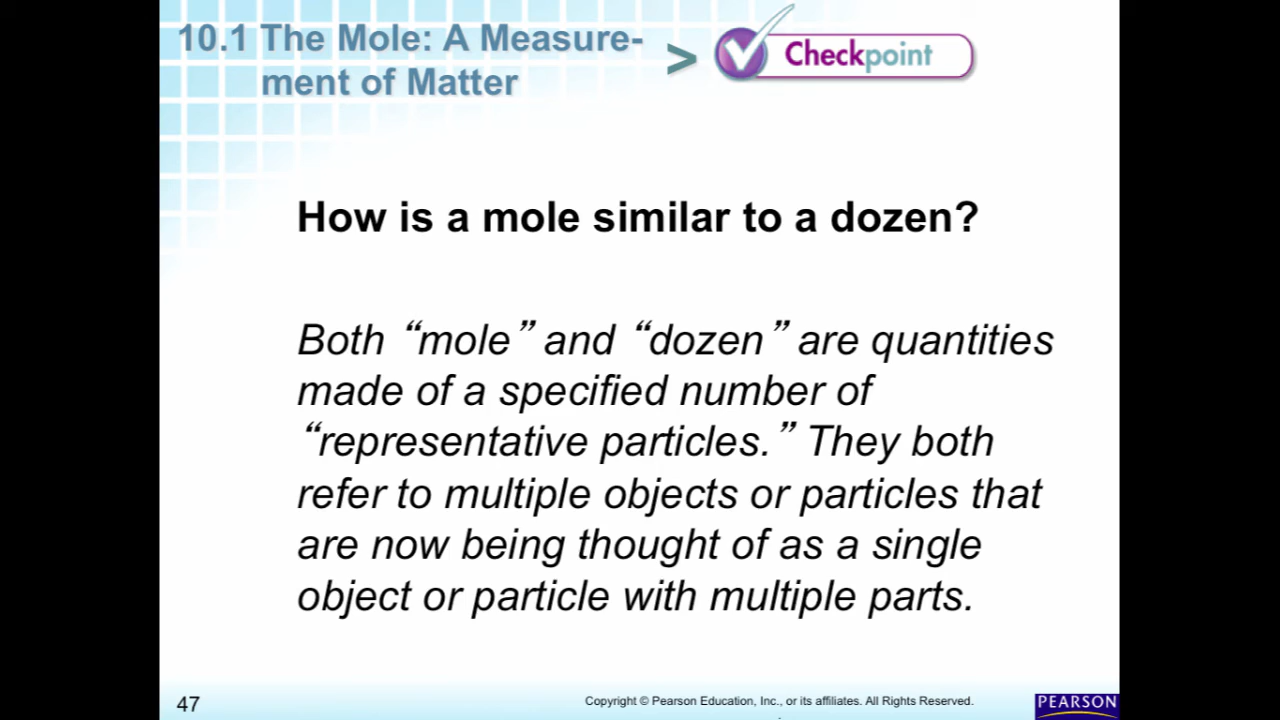 10.1 The Mole: A Measure-
ment of Matter
>
Checkpoint
How is a mole similar to a dozen?
Both “mole” and “dozen” are quantities
made of a specified number of
“representative particles.” They both
refer to multiple objects or particles that
are now being thought of as a single
object or particle with multiple parts.
47
Copyright © Pearson Education, Inc., or its affiliates. All Rights Reserved.
PEARSON